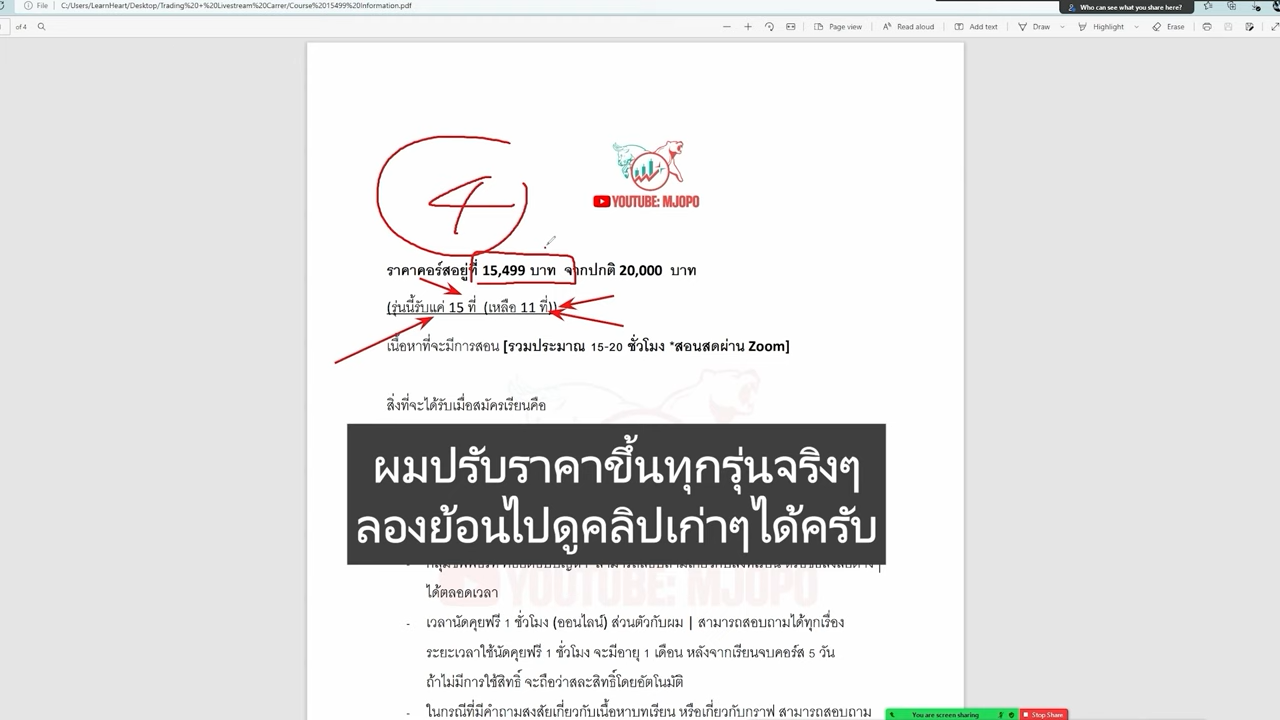 File | C:/Users/LearnHeart/Desktop/Trading%20+%20Livestream%20Carrer/Course%2015499%20Information.pdf
Who can see what you share here?
of 4
Page view | Read aloud | Add text | Draw | Highlight | Erase
4
YOUTUBE: MJOPO
ราคาคอร์สอยู่ที่ 15,499 บาท จากปกติ 20,000 บาท
(รุ่นนี้รับแค่ 15 ที่ (เหลือ 11 ที่))
เนื้อหาที่จะมีการสอน [รวมประมาณ 15-20 ชั่วโมง *สอนสดผ่าน Zoom]
สิ่งที่จะได้รับเมื่อสมัครเรียนคือ
ผมปรับราคาขึ้นทุกรุ่นจริงๆ
ลองย้อนไปดูคลิปเก่าๆได้ครับ
YOUTUBE: MJOPO
ได้ตลอดเวลา
- เวลานัดคุยฟรี 1 ชั่วโมง (ออนไลน์) ส่วนตัวกับผม | สามารถสอบถามได้ทุกเรื่อง
ระยะเวลาใช้นัดคุยฟรี 1 ชั่วโมง จะมีอายุ 1 เดือน หลังจากเรียนจบคอร์ส 5 วัน
ถ้าไม่มีการใช้สิทธิ์ จะถือว่าสละสิทธิ์โดยอัตโนมัติ
- ในกรณีที่มีคำถามสงสัยเกี่ยวกับเนื้อหาบทเรียน หรือเกี่ยวกับกราฟ สามารถสอบถาม
You are screen sharing
Stop Share